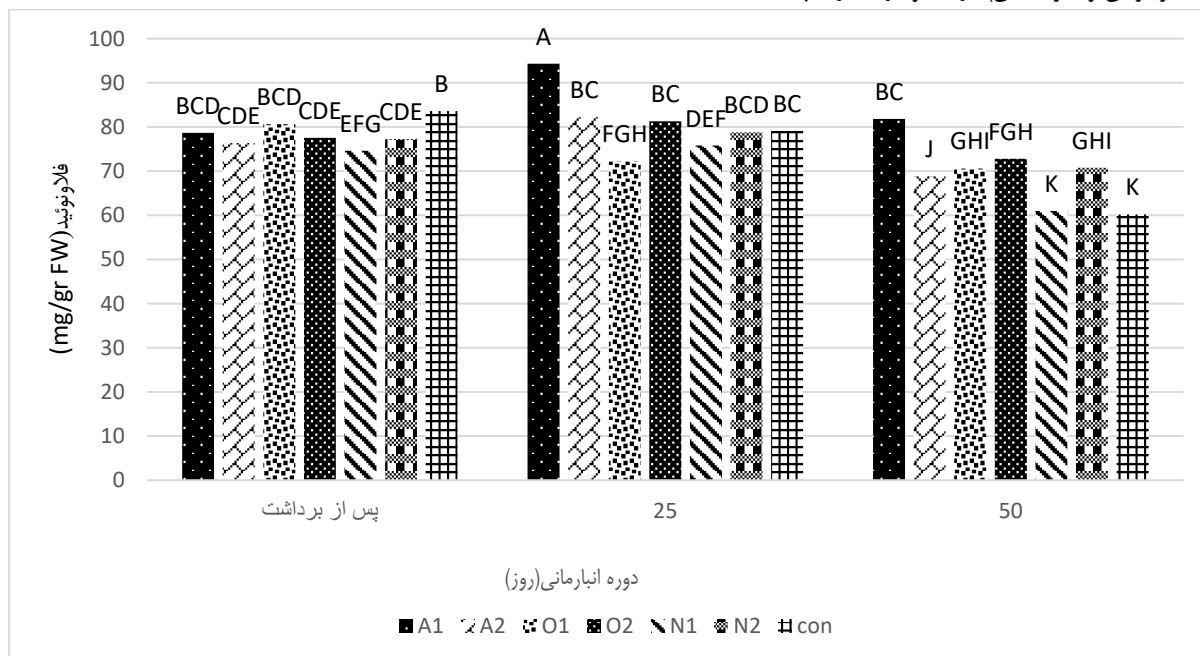 فلاونوئید (mg/gr FW)
100
90
80
70
60
50
40
30
20
10
0
BCD CDE BCD CDE EFG CDE B
A BC FGH BC DEF BCD BC
BC J GHI FGH K GHI K
پس از برداشت 25 50
دوره انبارمانی(روز)
A1 A2 O1 O2 N1 N2 con